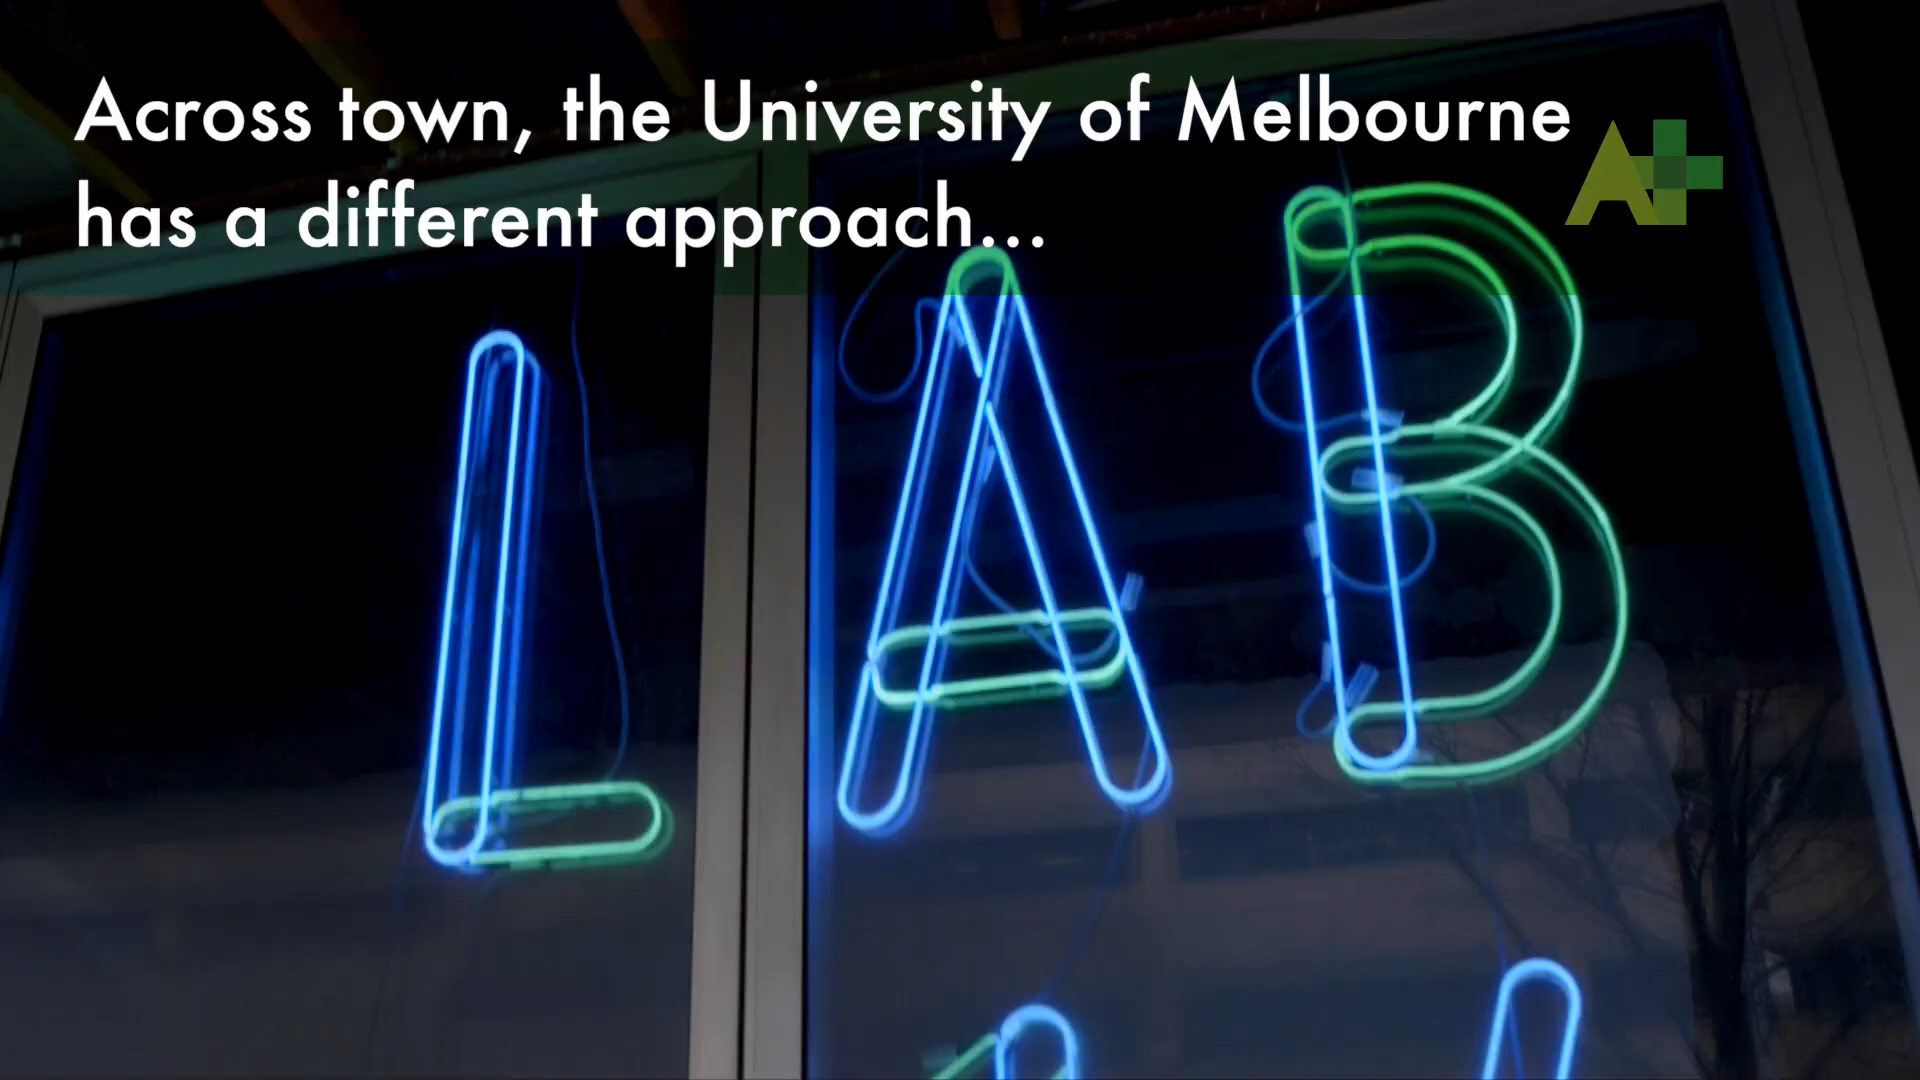 Across town, the University of Melbourne
has a different approach...
A+
LAB